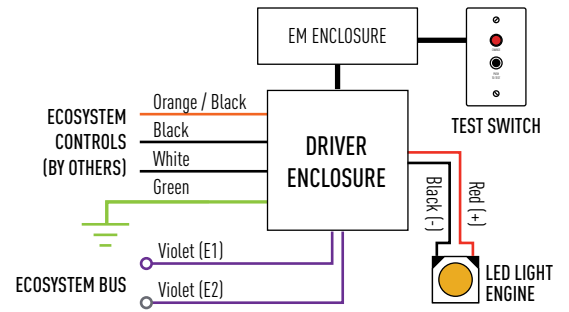 EM ENCLOSURE
TEST SWITCH
ECOSYSTEM
CONTROLS
(BY OTHERS)
Orange / Black
Black
White
Green
DRIVER
ENCLOSURE
Black (-)
Red (+)
LED LIGHT
ENGINE
ECOSYSTEM BUS
Violet (E1)
Violet (E2)